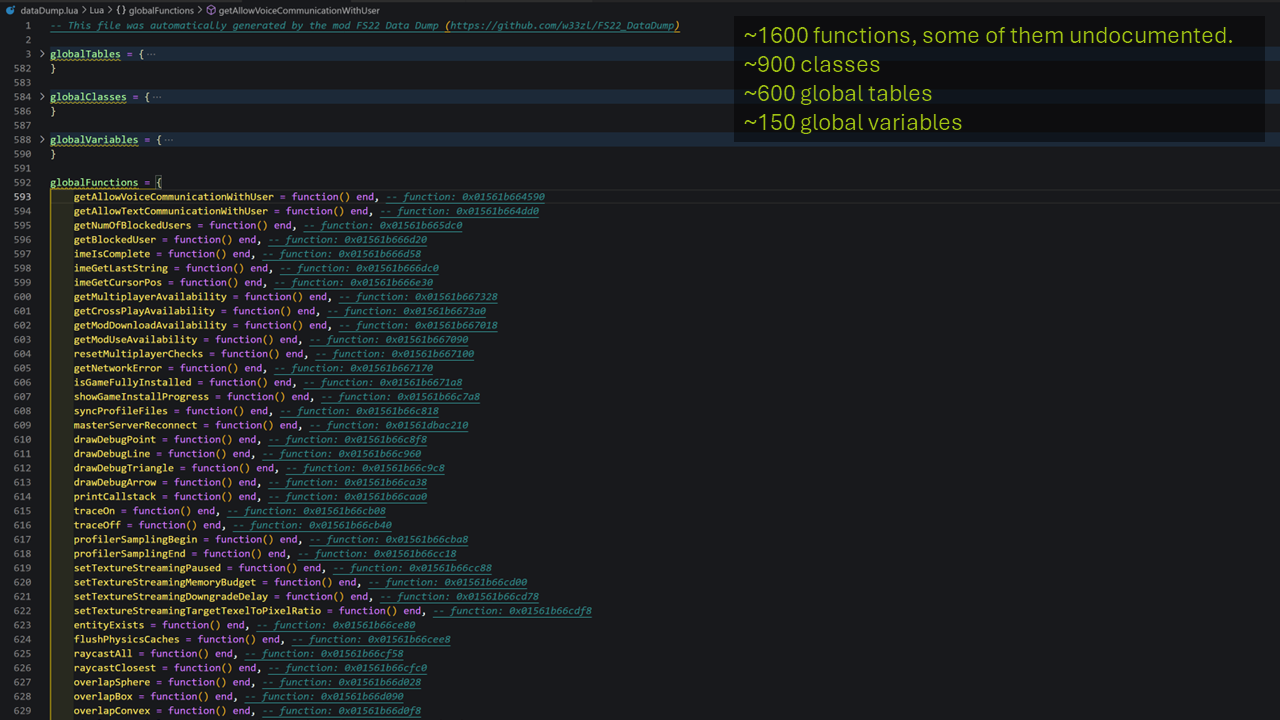 dataDump.lua > Lua > {} globalFunctions > getAllowVoiceCommunicationWithUser
~1600 functions, some of them undocumented.
~900 classes
~600 global tables
~150 global variables
1 -- This file was automatically generated by the mod FS22 Data Dump (https://github.com/w33zl/FS22_DataDump)
2
3 > globalTables = { ...
582 }
583
584 > globalClasses = { ...
586 }
587
588 > globalVariables = { ...
590 }
591
592 globalFunctions = {
593 getAllowVoiceCommunicationWithUser = function() end, -- function: 0x01561b664590
594 getAllowTextCommunicationWithUser = function() end, -- function: 0x01561b664dd0
595 getNumOfBlockedUsers = function() end, -- function: 0x01561b665dc0
596 getBlockedUser = function() end, -- function: 0x01561b666d20
597 imeIsComplete = function() end, -- function: 0x01561b666d58
598 imeGetLastString = function() end, -- function: 0x01561b666dc0
599 imeGetCursorPos = function() end, -- function: 0x01561b666e30
600 getMultiplayerAvailability = function() end, -- function: 0x01561b667328
601 getCrossPlayAvailability = function() end, -- function: 0x01561b6673a0
602 getModDownloadAvailability = function() end, -- function: 0x01561b667018
603 getModUseAvailability = function() end, -- function: 0x01561b667090
604 resetMultiplayerChecks = function() end, -- function: 0x01561b667100
605 getNetworkError = function() end, -- function: 0x01561b667170
606 isGameFullyInstalled = function() end, -- function: 0x01561b6671a8
607 showGameInstallProgress = function() end, -- function: 0x01561b66c7a8
608 syncProfileFiles = function() end, -- function: 0x01561b66c818
609 masterServerReconnect = function() end, -- function: 0x01561dbac210
610 drawDebugPoint = function() end, -- function: 0x01561b66c8f8
611 drawDebugLine = function() end, -- function: 0x01561b66c960
612 drawDebugTriangle = function() end, -- function: 0x01561b66c9c8
613 drawDebugArrow = function() end, -- function: 0x01561b66ca38
614 printCallstack = function() end, -- function: 0x01561b66caa0
615 traceOn = function() end, -- function: 0x01561b66cb08
616 traceOff = function() end, -- function: 0x01561b66cb40
617 profilerSamplingBegin = function() end, -- function: 0x01561b66cba8
618 profilerSamplingEnd = function() end, -- function: 0x01561b66cc18
619 setTextureStreamingPaused = function() end, -- function: 0x01561b66cc88
620 setTextureStreamingMemoryBudget = function() end, -- function: 0x01561b66cd00
621 setTextureStreamingDowngradeDelay = function() end, -- function: 0x01561b66cd78
622 setTextureStreamingTargetTexelToPixelRatio = function() end, -- function: 0x01561b66cdf8
623 entityExists = function() end, -- function: 0x01561b66ce80
624 flushPhysicsCaches = function() end, -- function: 0x01561b66cee8
625 raycastAll = function() end, -- function: 0x01561b66cf58
626 raycastClosest = function() end, -- function: 0x01561b66cfc0
627 overlapSphere = function() end, -- function: 0x01561b66d028
628 overlapBox = function() end, -- function: 0x01561b66d090
629 overlapConvex = function() end, -- function: 0x01561b66d0f8